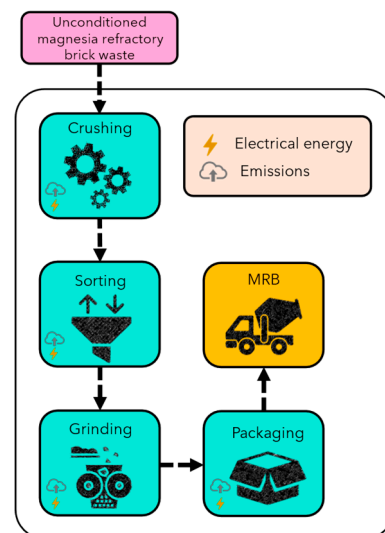 Unconditioned
magnesia refractory
brick waste
Crushing
Electrical energy
Emissions
Sorting
MRB
Grinding
Packaging